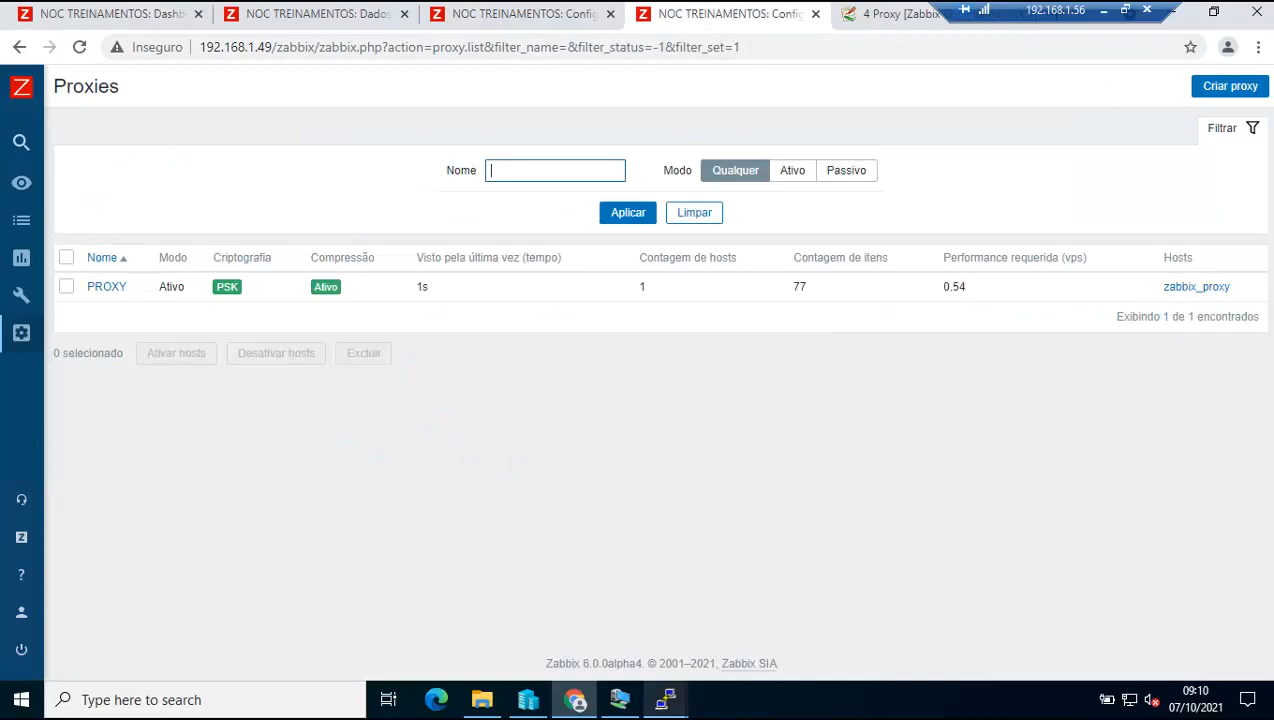 NOC TREINAMENTOS: Dashb
NOC TREINAMENTOS: Dados
NOC TREINAMENTOS: Config
NOC TREINAMENTOS: Config
4 Proxy [Zabbix
192.168.1.56
Inseguro
192.168.1.49/zabbix/zabbix.php?action=proxy.list&filter_name=&filter_status=-1&filter_set=1
Proxies
Criar proxy
Filtrar
Nome
Modo Qualquer Ativo Passivo
Aplicar Limpar
Nome Modo Criptografia Compressão Visto pela última vez (tempo) Contagem de hosts Contagem de itens Performance requerida (vps) Hosts
PROXY Ativo PSK Ativo 1s 1 77 0.54 zabbix_proxy
Exibindo 1 de 1 encontrados
0 selecionado Ativar hosts Desativar hosts Excluir
Zabbix 6.0.0alpha4. © 2001–2021, Zabbix SIA
Type here to search
09:10
07/10/2021